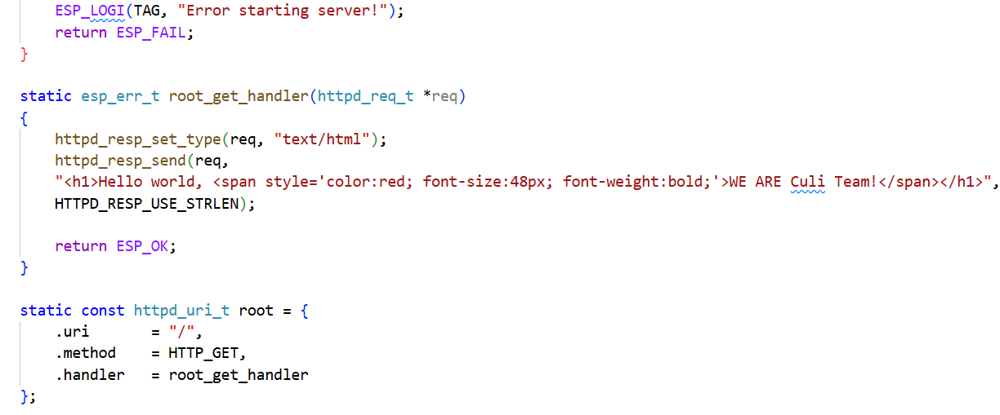 ESP_LOGI(TAG, "Error starting server!");
return ESP_FAIL;
}
static esp_err_t root_get_handler(httpd_req_t *req)
{
httpd_resp_set_type(req, "text/html");
httpd_resp_send(req,
"<h1>Hello world, <span style='color:red; font-size:48px; font-weight:bold;'>WE ARE Culi Team!</span></h1>",
HTTPD_RESP_USE_STRLEN);
return ESP_OK;
}
static const httpd_uri_t root = {
.uri       = "/",
.method    = HTTP_GET,
.handler   = root_get_handler
};